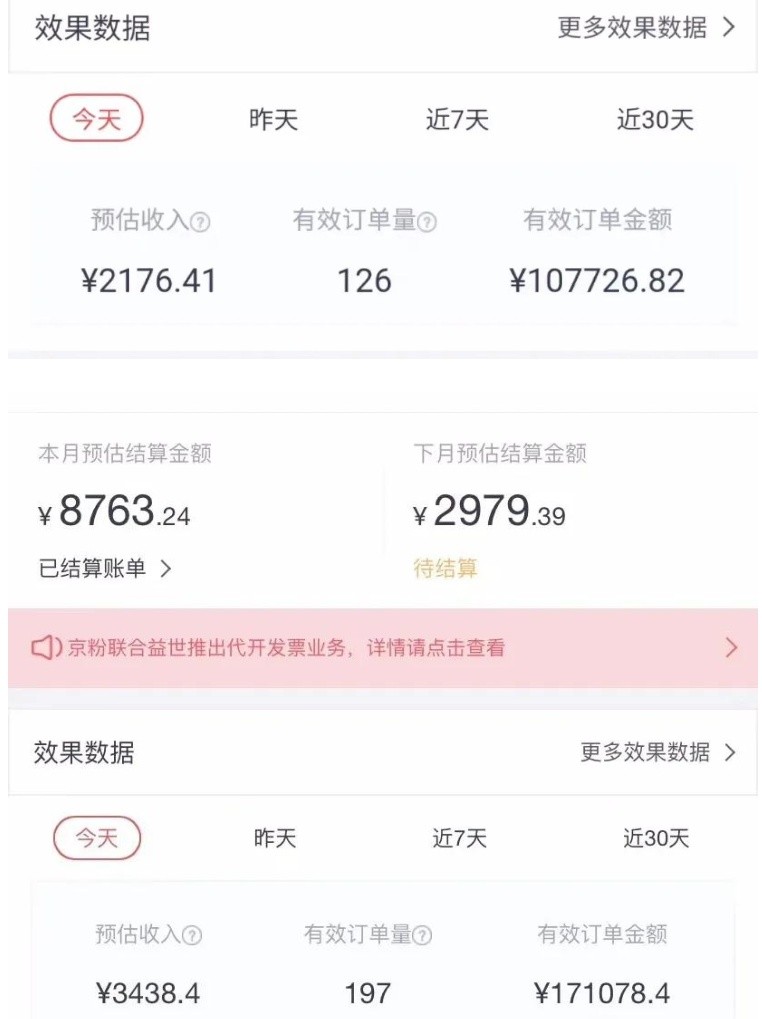 效果数据 更多效果数据 >
今天 昨天 近7天 近30天
预估收入? 有效订单量? 有效订单金额
¥2176.41 126 ¥107726.82
本月预估结算金额 下月预估结算金额
¥8763.24 ¥2979.39
已结算账单 > 待结算
京粉联合益世推出代开发票业务，详情请点击查看 >
效果数据 更多效果数据 >
今天 昨天 近7天 近30天
预估收入? 有效订单量? 有效订单金额
¥3438.4 197 ¥171078.4